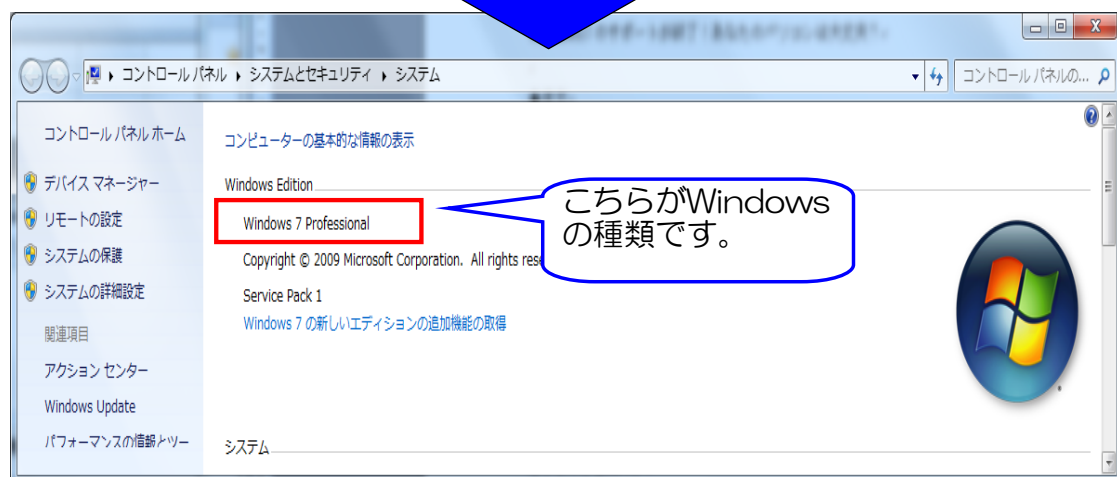 コントロール パネル ▸ システムとセキュリティ ▸ システム
コントロール パネルの...
コントロール パネル ホーム
デバイス マネージャー
リモートの設定
システムの保護
システムの詳細設定
関連項目
アクション センター
Windows Update
パフォーマンスの情報とツー
コンピューターの基本的な情報の表示
Windows Edition
Windows 7 Professional
Copyright © 2009 Microsoft Corporation. All rights rese
Service Pack 1
Windows 7 の新しいエディションの追加機能の取得
こちらがWindows
の種類です。
システム